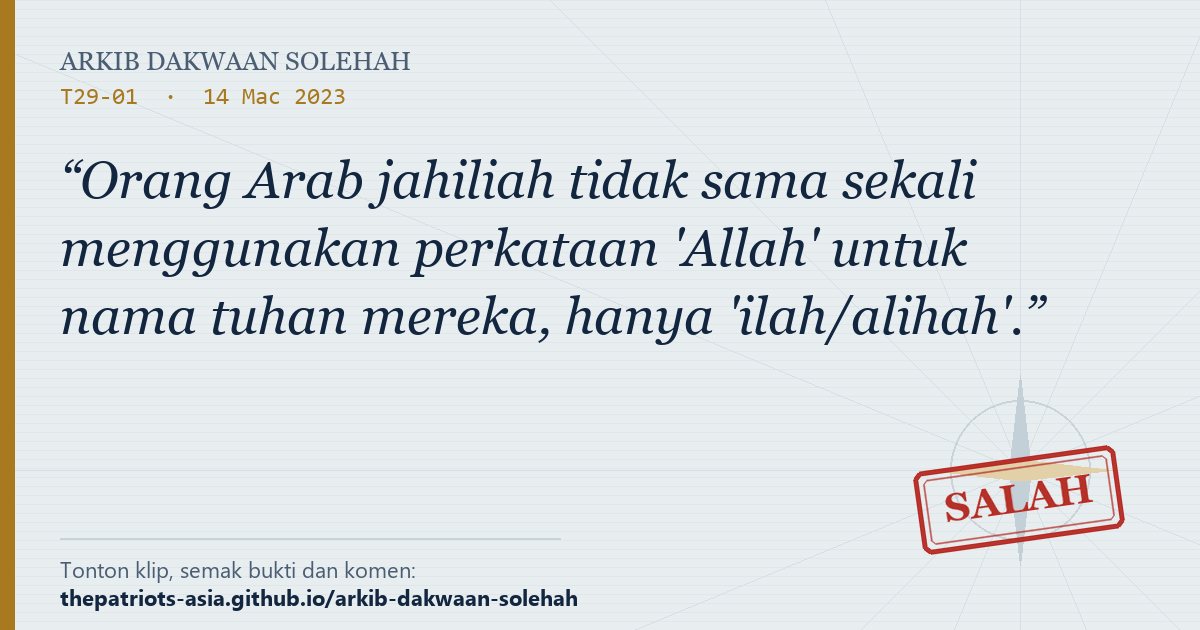 ARKIB DAKWAAN SOLEHAH
T29-01 · 14 Mac 2023
“Orang Arab jahiliah tidak sama sekali
menggunakan perkataan 'Allah' untuk
nama tuhan mereka, hanya 'ilah/alihah'.”
SALAH
Tonton klip, semak bukti dan komen:
thepatriots-asia.github.io/arkib-dakwaan-solehah